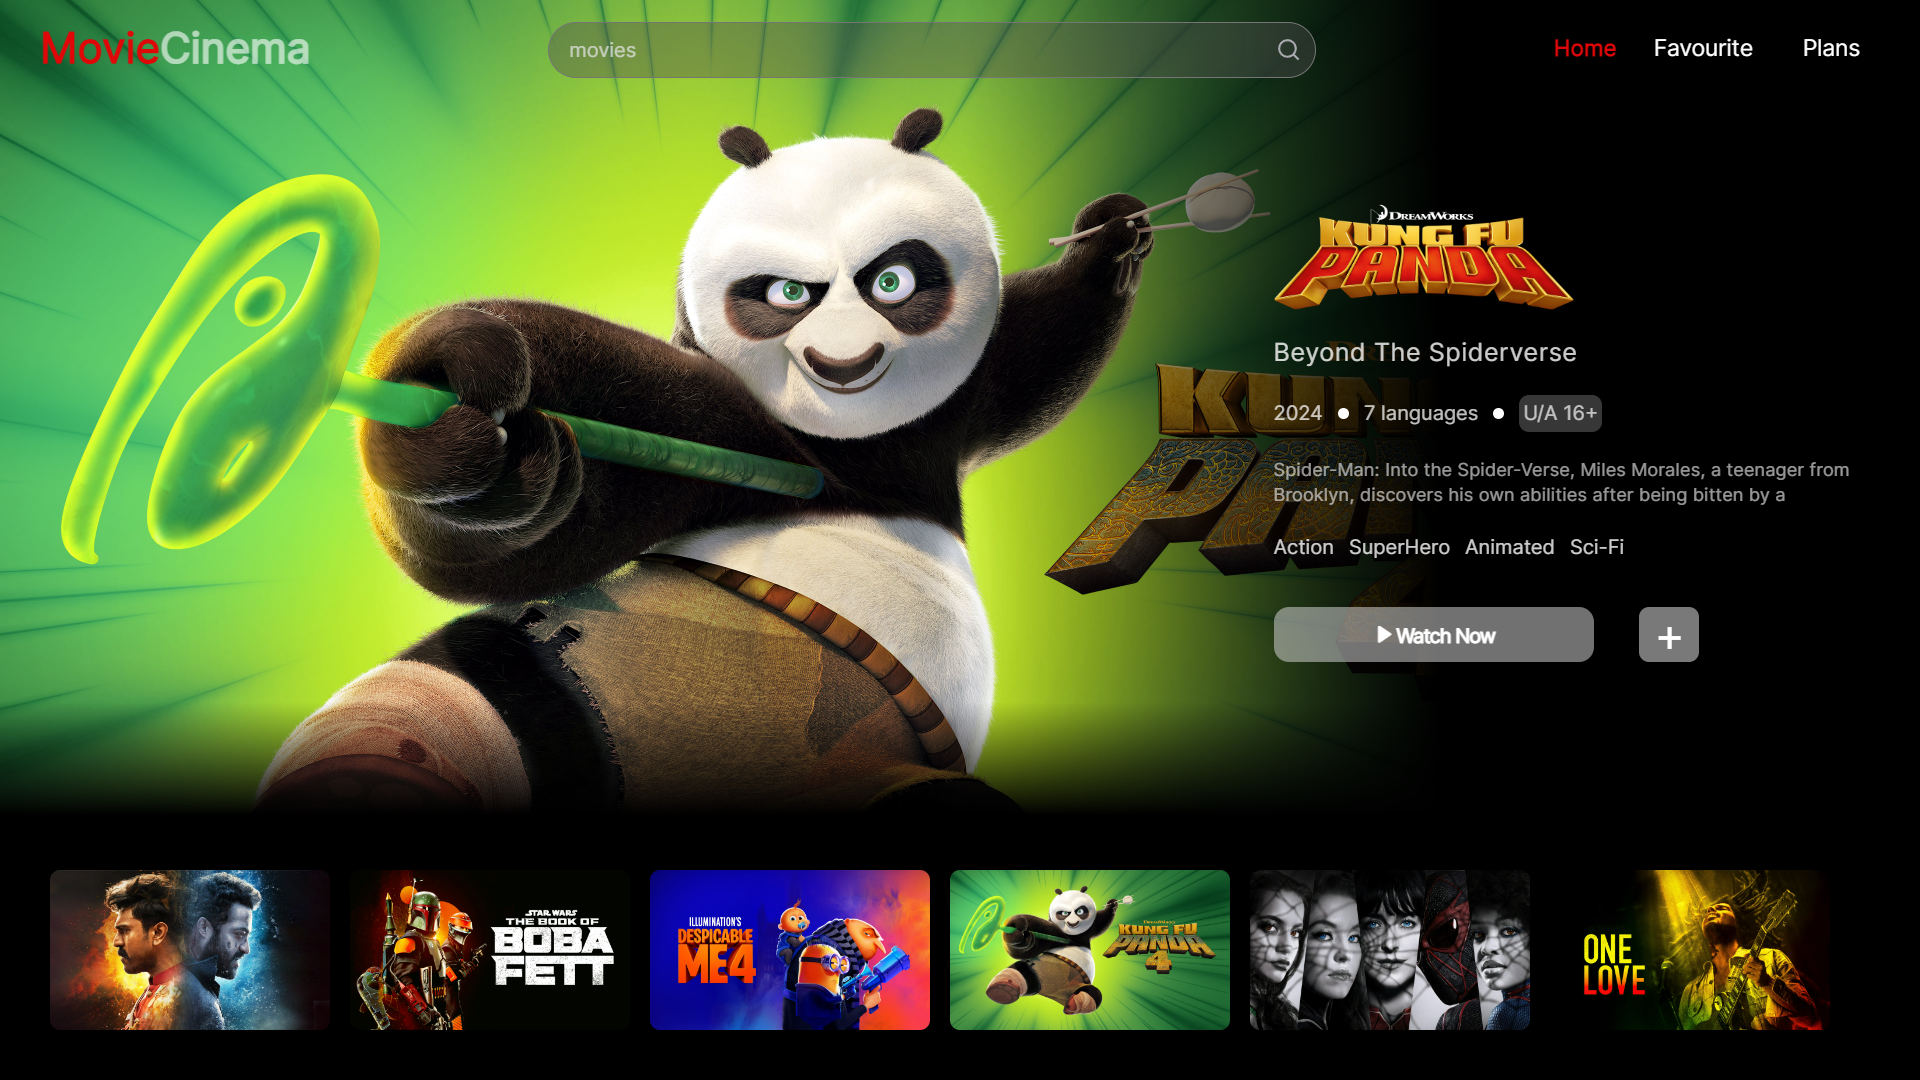 MovieCinema
movies
Home
Favourite
Plans
DREAMWORKS
KUNG FU
PANDA
KUN
PAN
Beyond The Spiderverse
2024
7 languages
U/A 16+
Spider-Man: Into the Spider-Verse, Miles Morales, a teenager from
Brooklyn, discovers his own abilities after being bitten by a
Action SuperHero Animated Sci-Fi
Watch Now
STAR WARS
THE BOOK OF
BOBA
FETT
ILLUMINATION'S
DESPICABLE
ME4
DREAMWORKS
KUNG FU
PANDA
4
ONE
LOVE